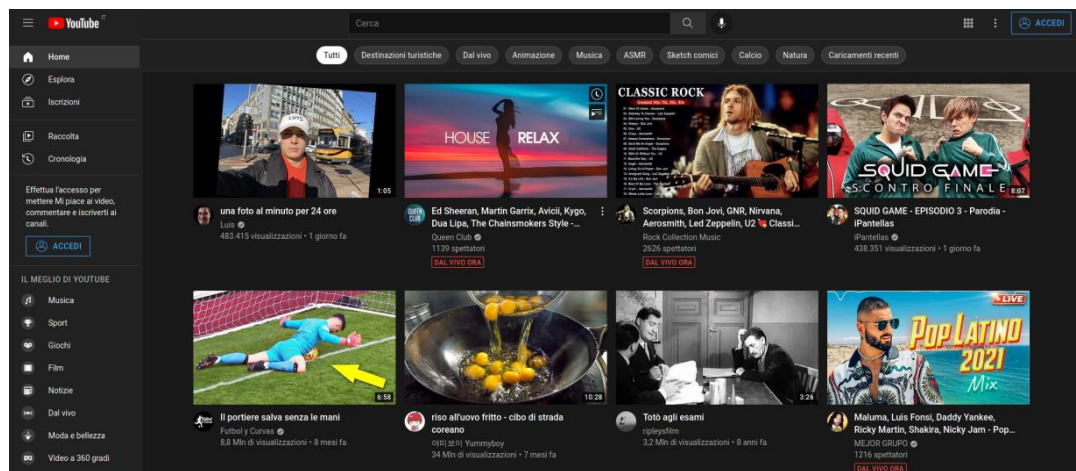 YouTube IT
Cerca
ACCEDI
Home
Esplora
Iscrizioni
Raccolta
Cronologia
Effettua l'accesso per
mettere Mi piace ai video,
commentare e iscriverti ai
canali.
ACCEDI
IL MEGLIO DI YOUTUBE
Musica
Sport
Giochi
Film
Notizie
Dal vivo
Moda e bellezza
Video a 360 gradi
Tutti
Destinazioni turistiche
Dal vivo
Animazione
Musica
ASMR
Sketch comici
Calcio
Natura
Caricamenti recenti
1:05
una foto al minuto per 24 ore
Luis
483.415 visualizzazioni • 1 giorno fa
HOUSE RELAX
QUEEN CLUB
Ed Sheeran, Martin Garrix, Avicii, Kygo,
Dua Lipa, The Chainsmokers Style -...
Queen Club
1139 spettatori
DAL VIVO ORA
CLASSIC ROCK
Scorpions, Bon Jovi, GNR, Nirvana,
Aerosmith, Led Zeppelin, U2 Classi...
Rock Collection Music
2626 spettatori
DAL VIVO ORA
SQUID GAME
SCONTRO FINALE
8:07
SQUID GAME - EPISODIO 3 - Parodia -
iPantellas
iPantellas
438.351 visualizzazioni • 1 giorno fa
6:58
Il portiere salva senza le mani
Futbol y Curvas
8,8 Mln di visualizzazioni • 8 mesi fa
10:28
riso all'uovo fritto - cibo di strada
coreano
야미보이 Yummyboy
34 Mln di visualizzazioni • 7 mesi fa
3:26
Totò agli esami
ripleysfilm
3,2 Mln di visualizzazioni • 8 anni fa
LIVE
POP LATINO
2021
Mix
Maluma, Luis Fonsi, Daddy Yankee,
Ricky Martin, Shakira, Nicky Jam - Pop...
MEJOR GRUPO
1216 spettatori
DAL VIVO ORA